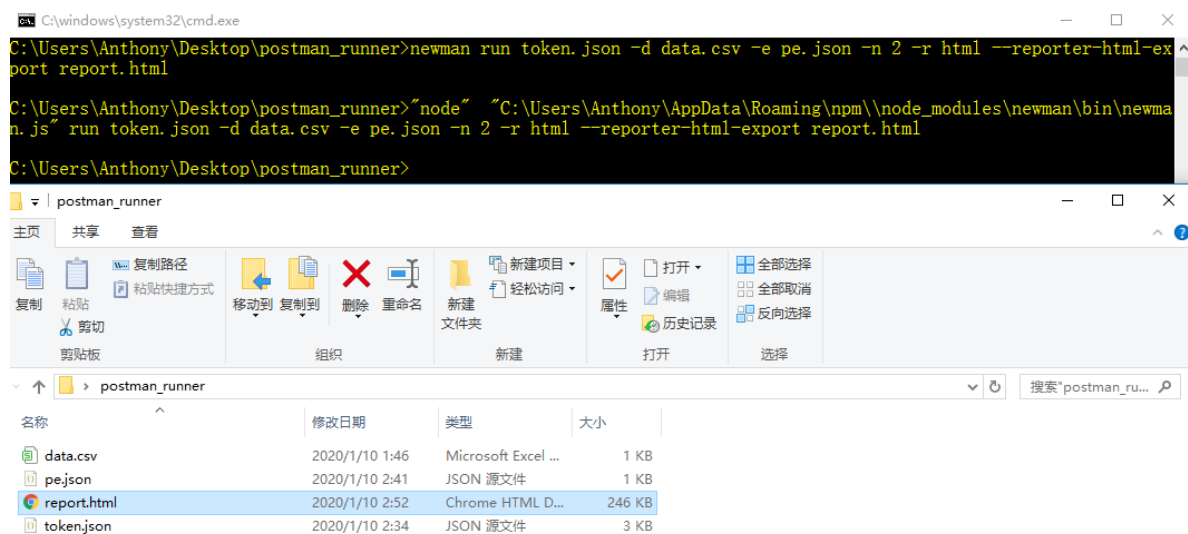 C:\windows\system32\cmd.exe
C:\Users\Anthony\Desktop\postman_runner>newman run token.json -d data.csv -e pe.json -n 2 -r html --reporter-html-ex
port report.html
C:\Users\Anthony\Desktop\postman_runner>"node"  "C:\Users\Anthony\AppData\Roaming\npm\\node_modules\newman\bin\newma
n.js" run token.json -d data.csv -e pe.json -n 2 -r html --reporter-html-export report.html
C:\Users\Anthony\Desktop\postman_runner>
postman_runner
主页 共享 查看
复制 粘贴 复制路径 粘贴快捷方式 剪切
移动到 复制到 删除 重命名
新建文件夹 新建项目 轻松访问
属性 打开 编辑 历史记录
全部选择 全部取消 反向选择
剪贴板 组织 新建 打开 选择
postman_runner 搜索"postman_ru...
名称 修改日期 类型 大小
data.csv 2020/1/10 1:46 Microsoft Excel ... 1 KB
pe.json 2020/1/10 2:41 JSON 源文件 1 KB
report.html 2020/1/10 2:52 Chrome HTML D... 246 KB
token.json 2020/1/10 2:34 JSON 源文件 3 KB